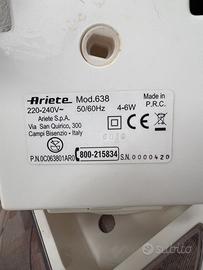 Ariete Mod.638
220-240V~ 50/60Hz 4-6W
Made in P.R.C.
Ariete S.p.A.
Via San Quirico, 300
Campi Bisenzio - Italy
800-215834
P.N.0C063801AR0
S.N.0000420
subito